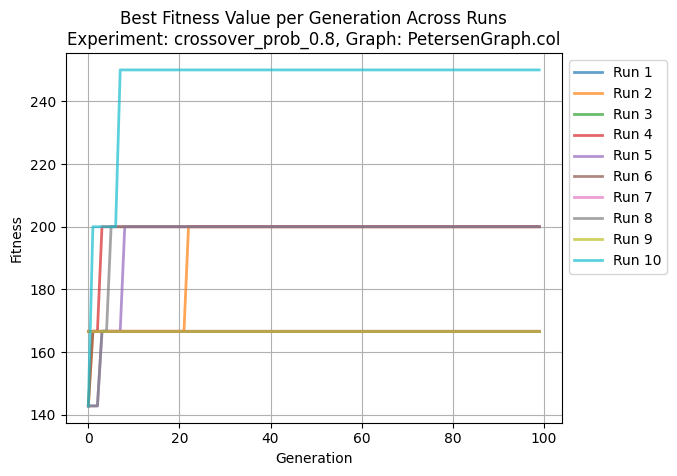 Best Fitness Value per Generation Across Runs
Experiment: crossover_prob_0.8, Graph: PetersenGraph.col
Fitness
240
220
200
180
160
140
0 20 40 60 80 100
Generation
Run 1
Run 2
Run 3
Run 4
Run 5
Run 6
Run 7
Run 8
Run 9
Run 10